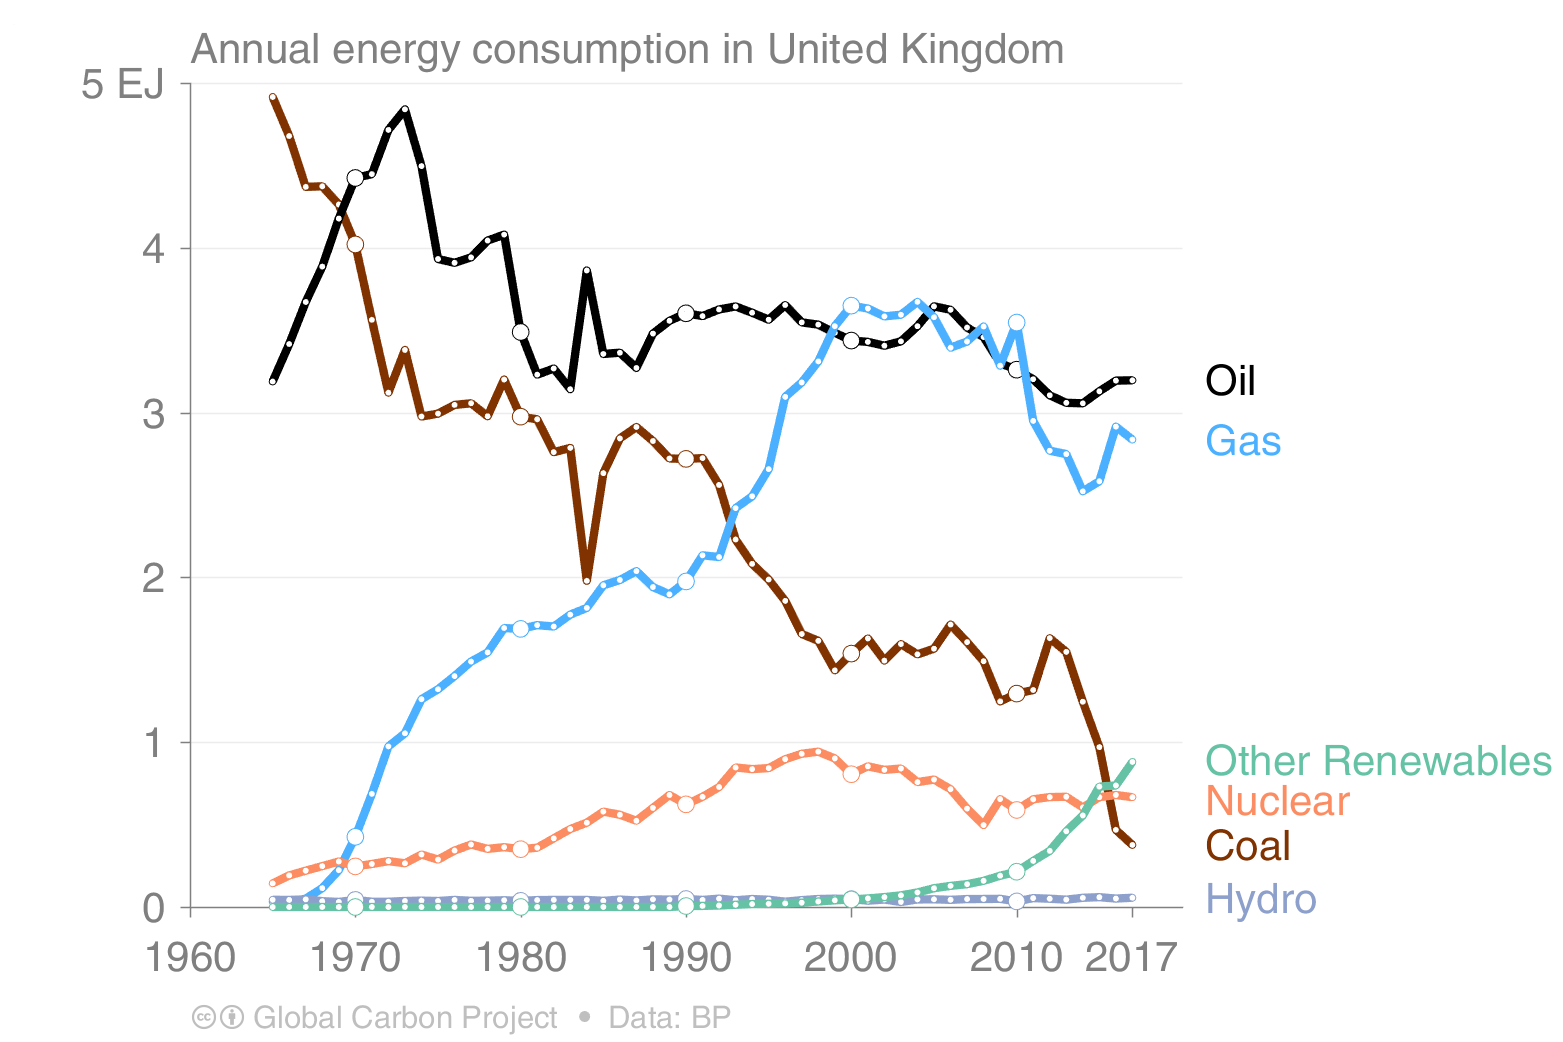 Annual energy consumption in United Kingdom
5 EJ
4
3
2
1
0
Oil
Gas
Other Renewables
Nuclear
Coal
Hydro
1960 1970 1980 1990 2000 2010 2017
cc Global Carbon Project • Data: BP